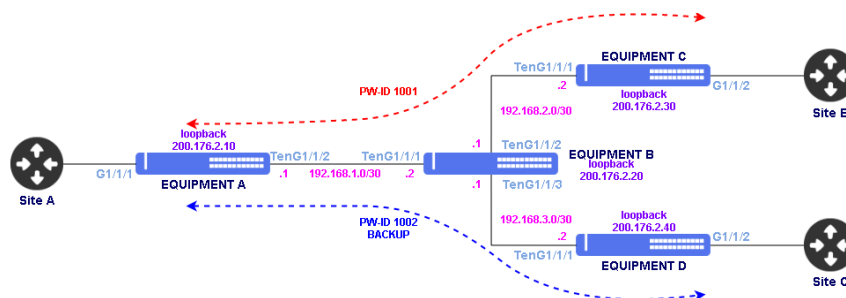 EQUIPMENT C
TenG1/1/1
.2
loopback
200.176.2.30
G1/1/2
Site
PW-ID 1001
192.168.2.0/30
loopback
200.176.2.10
.1
TenG1/1/2
TenG1/1/2
TenG1/1/1
EQUIPMENT B
loopback
200.176.2.20
G1/1/1
.1
192.168.1.0/30
.2
.1
TenG1/1/3
EQUIPMENT A
Site A
PW-ID 1002
BACKUP
192.168.3.0/30
.2
loopback
200.176.2.40
G1/1/2
TenG1/1/1
EQUIPMENT D
Site